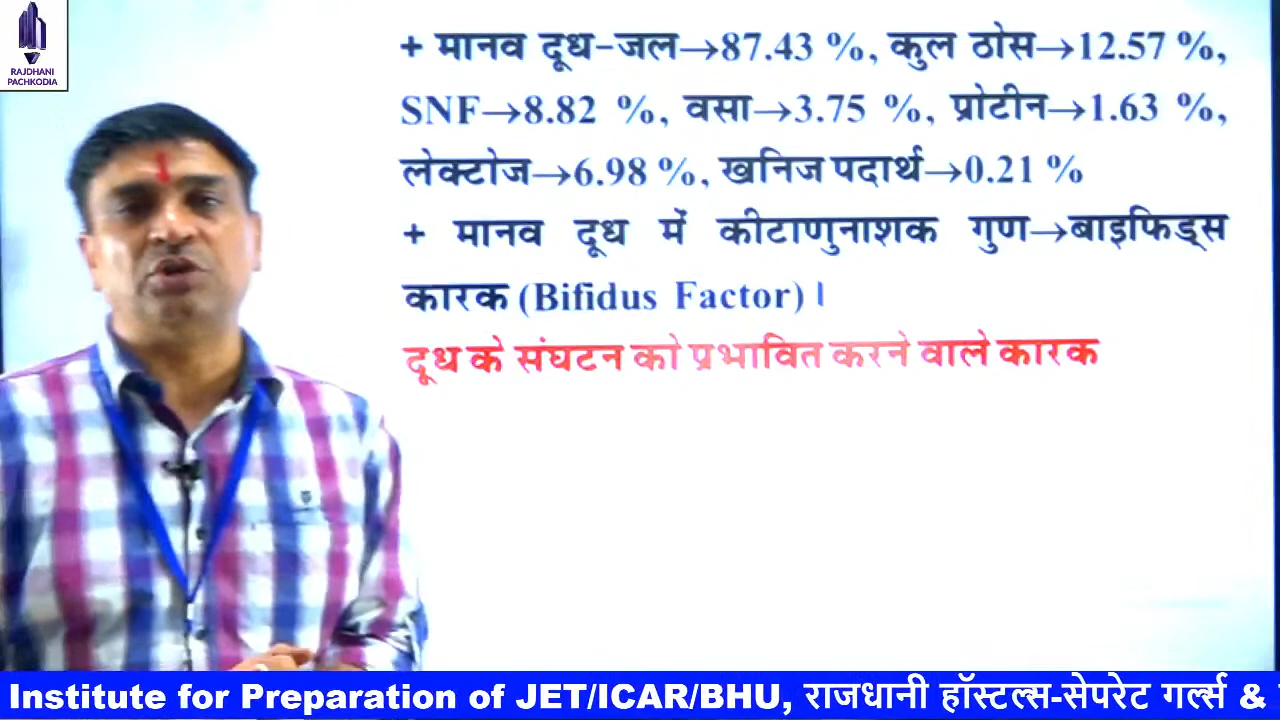 RAJDHANI
PACHKODIA
+ मानव दूध-जल→87.43 %, कुल ठोस→12.57 %,
SNF→8.82 %, वसा→3.75 %, प्रोटीन→1.63 %,
लेक्टोज→6.98 %, खनिज पदार्थ→0.21 %
+ मानव दूध में कीटाणुनाशक गुण→बाइफिड्स
कारक (Bifidus Factor)।
दूध के संघटन को प्रभावित करने वाले कारक
Institute for Preparation of JET/ICAR/BHU, राजधानी हॉस्टल्स-सेपरेट गर्ल्स &